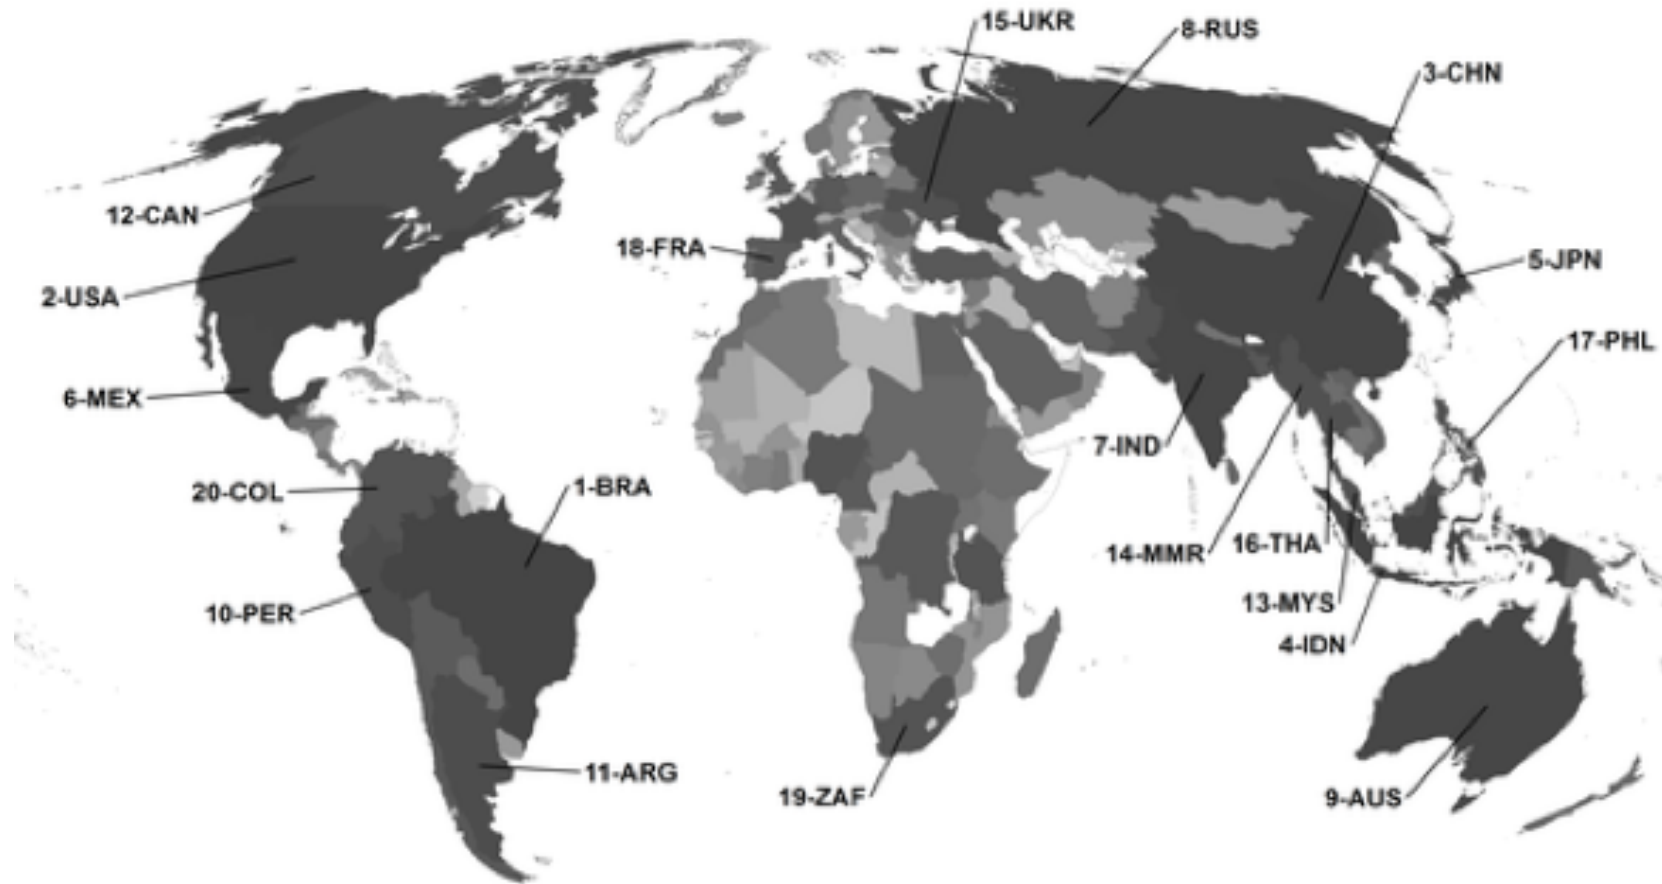 15-UKR
8-RUS
3-CHN
12-CAN
18-FRA
5-JPN
2-USA
17-PHL
6-MEX
7-IND
20-COL
1-BRA
14-MMR
16-THA
10-PER
13-MYS
4-IDN
11-ARG
19-ZAF
9-AUS